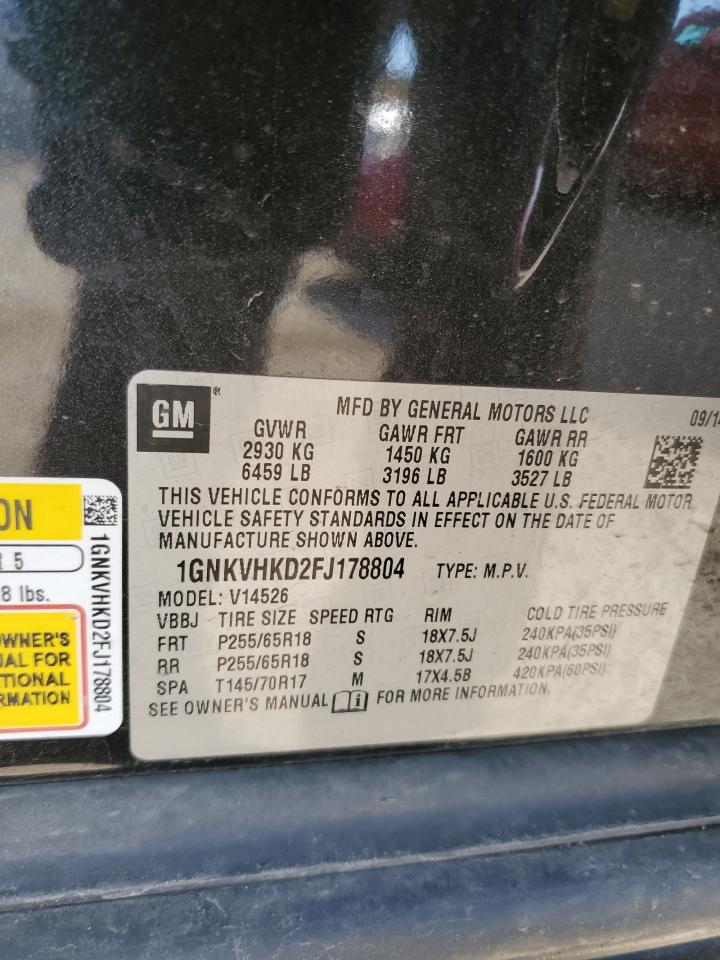 GM ®
MFD BY GENERAL MOTORS LLC 09/14
GVWR GAWR FRT GAWR RR
2930 KG 1450 KG 1600 KG
6459 LB 3196 LB 3527 LB
THIS VEHICLE CONFORMS TO ALL APPLICABLE U.S. FEDERAL MOTOR
VEHICLE SAFETY STANDARDS IN EFFECT ON THE DATE OF
MANUFACTURE SHOWN ABOVE.
1GNKVHKD2FJ178804 TYPE: M.P.V.
MODEL: V14526
VBBJ TIRE SIZE SPEED RTG RIM COLD TIRE PRESSURE
FRT P255/65R18 S 18X7.5J 240KPA(35PSI)
RR P255/65R18 S 18X7.5J 240KPA(35PSI)
SPA T145/70R17 M 17X4.5B 420KPA(60PSI)
SEE OWNER'S MANUAL i FOR MORE INFORMATION.
ON
R 5
8 lbs.
OWNER'S
UAL FOR
ITIONAL
RMATION
1GNKVHKD2FJ178804